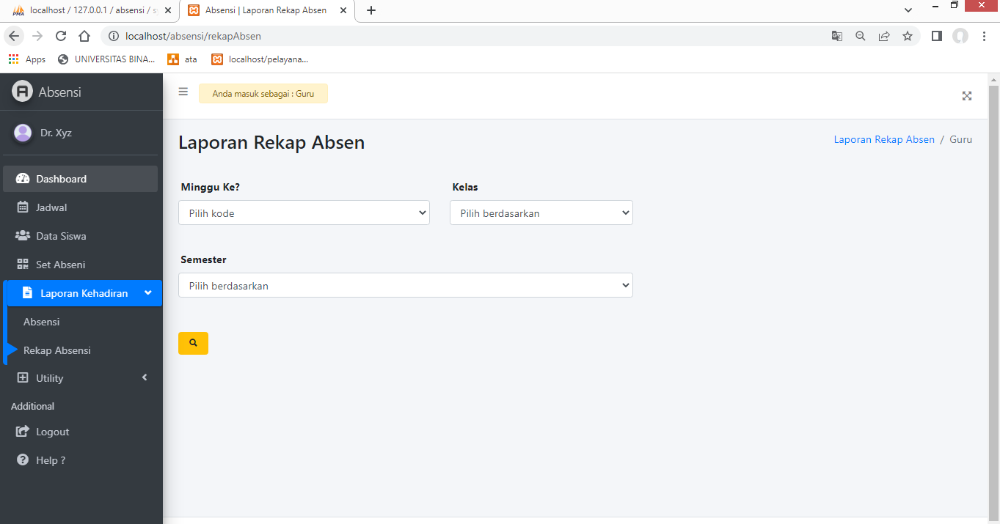 localhost / 127.0.0.1 / absensi / s
Absensi | Laporan Rekap Absen
localhost/absensi/rekapAbsen
Apps
UNIVERSITAS BINA...
ata
localhost/pelayana...
Absensi
Anda masuk sebagai : Guru
Dr. Xyz
Laporan Rekap Absen
Laporan Rekap Absen / Guru
Dashboard
Jadwal
Data Siswa
Set Abseni
Laporan Kehadiran
Absensi
Rekap Absensi
Utility
Additional
Logout
Help ?
Minggu Ke?
Kelas
Pilih kode
Pilih berdasarkan
Semester
Pilih berdasarkan